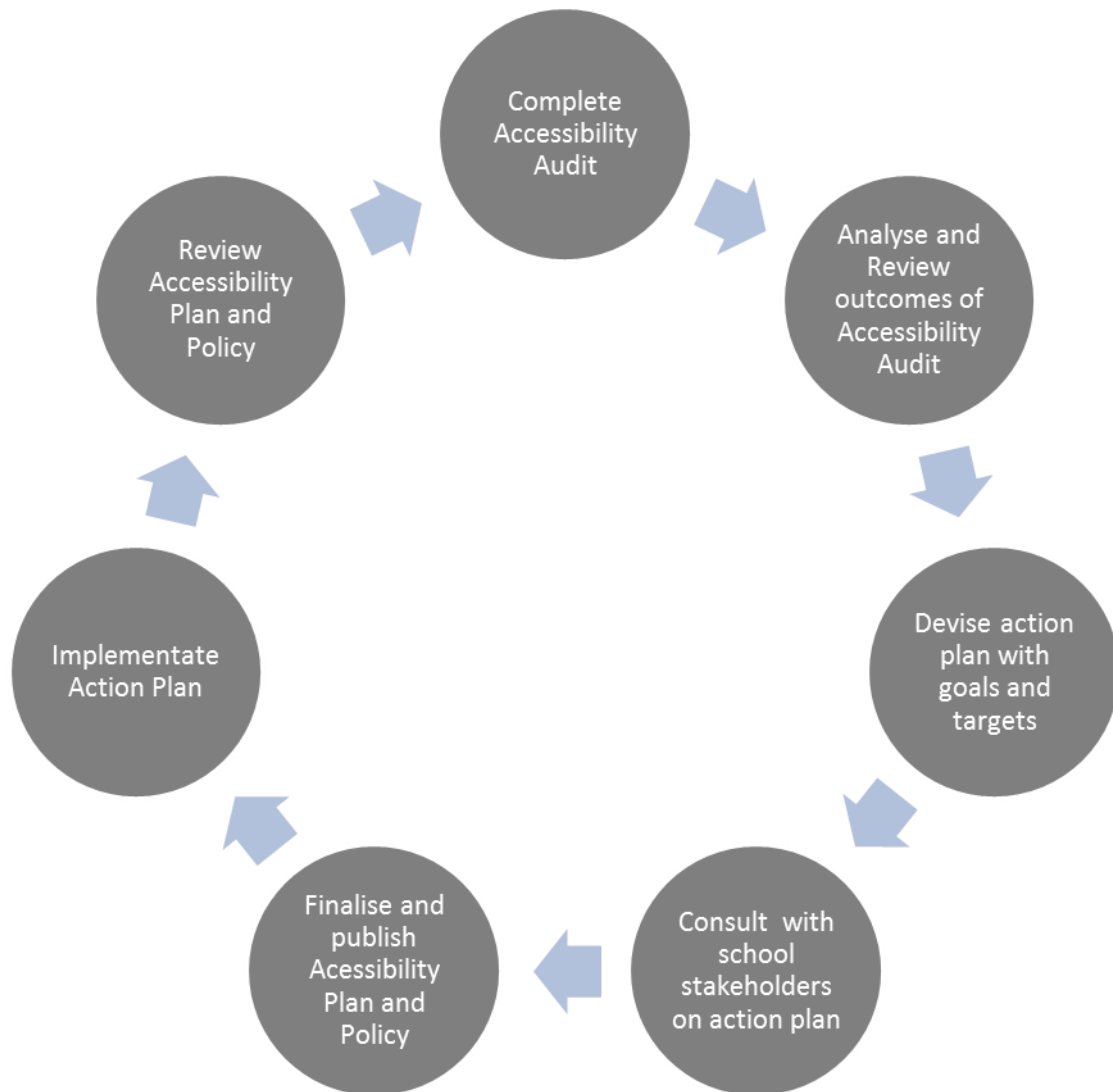 Complete
Accessibility
Audit
Analyse and
Review
outcomes of
Accessibility
Audit
Devise action
plan with
goals and
targets
Consult  with
school
stakeholders
on action plan
Finalise and
publish
Acessibility
Plan and
Policy
Implementate
Action Plan
Review
Accessibility
Plan and
Policy